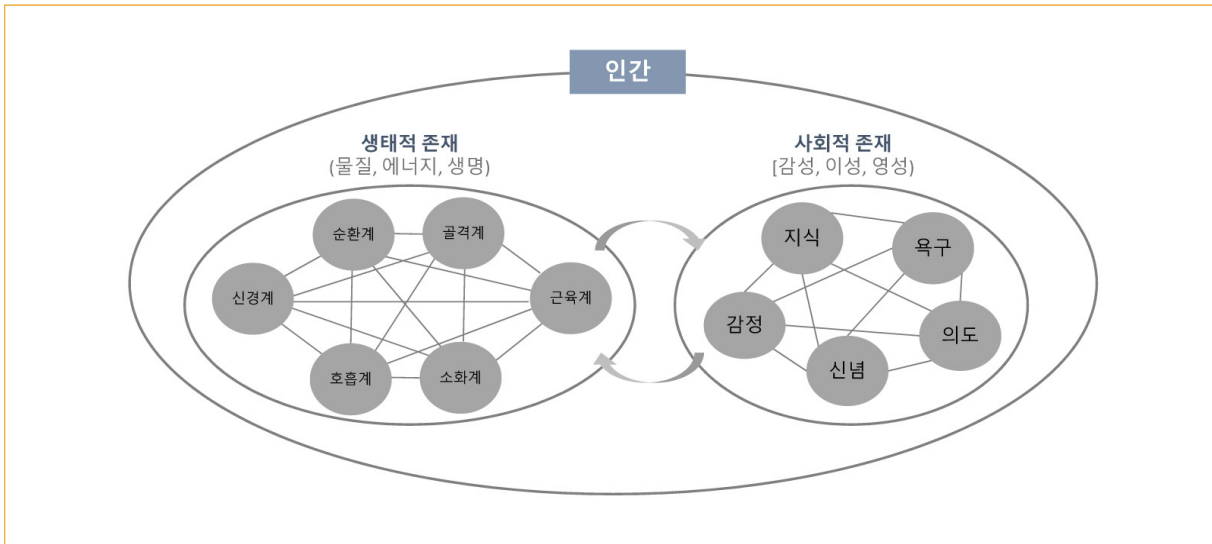 인간
생태적 존재
(물질, 에너지, 생명)
사회적 존재
[감성, 이성, 영성)
순환계
골격계
신경계
근육계
호흡계
소화계
지식
욕구
감정
의도
신념